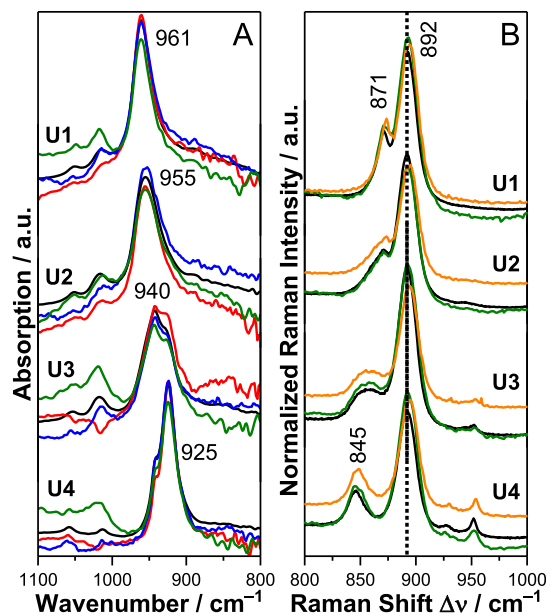 A
B
961
892
871
U1
U1
955
U2
U2
940
U3
U3
925
845
U4
U4
1100 1000 900 800
800 850 900 950 1000
Wavenumber / cm⁻¹
Raman Shift Δν / cm⁻¹
Absorption / a.u.
Normalized Raman Intensity / a.u.